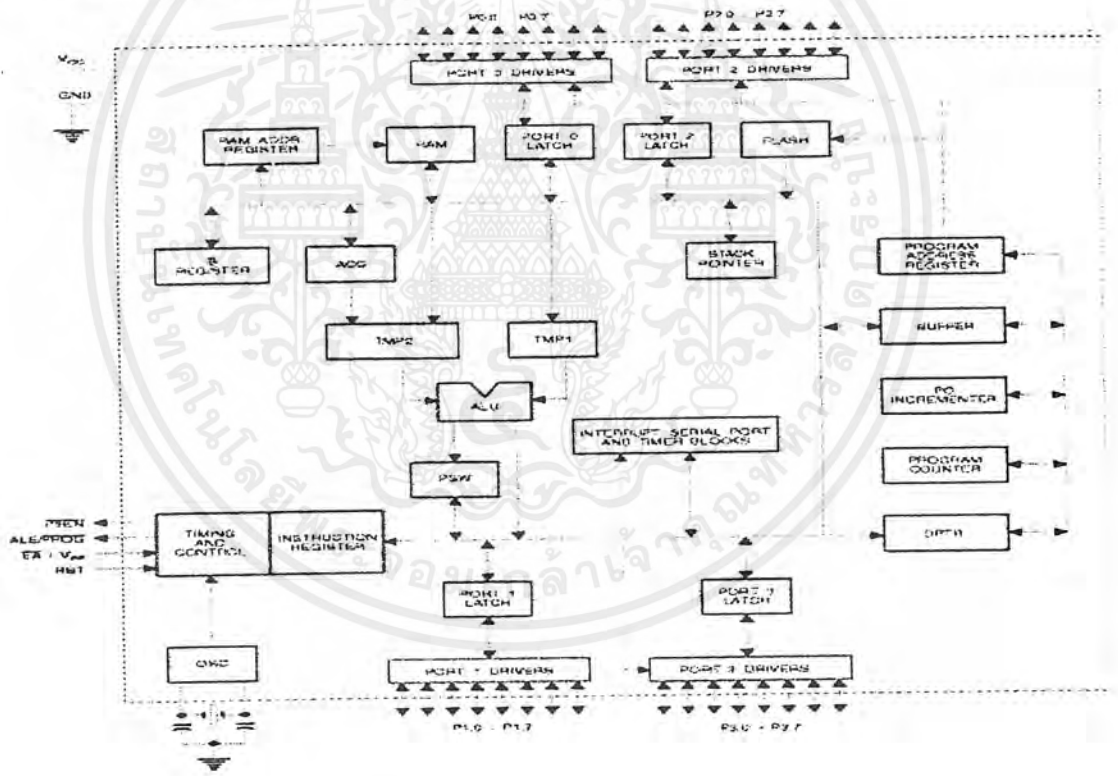 P0.0 - P0.7
P2.0 - P2.7
VCC
GND
PORT 0 DRIVERS
PORT 2 DRIVERS
RAM ADDR
REGISTER
RAM
PORT 0
LATCH
PORT 2
LATCH
FLASH
B
REGISTER
ACC
STACK
POINTER
PROGRAM
ADDRESS
REGISTER
TMP2
TMP1
BUFFER
ALU
PC
INCREMENTER
INTERRUPT, SERIAL PORT
AND TIMER BLOCKS
PSW
PROGRAM
COUNTER
PSEN
ALE/PROG
EA / VPP
RST
TIMING
AND
CONTROL
INSTRUCTION
REGISTER
DPTR
PORT 1
LATCH
PORT 3
LATCH
OSC
PORT 1 DRIVERS
PORT 3 DRIVERS
P1.0 - P1.7
P3.0 - P3.7